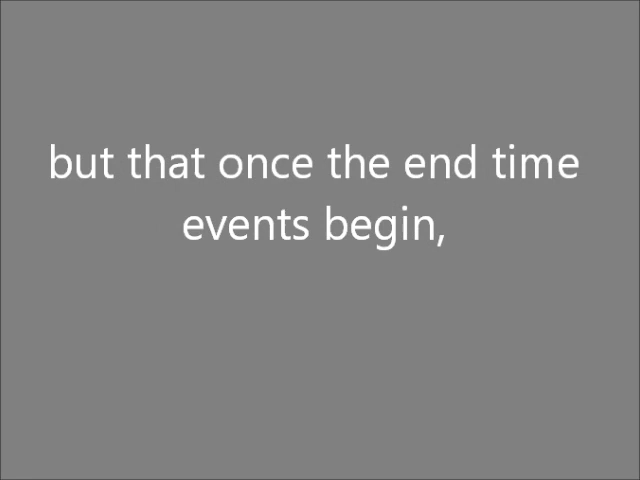 but that once the end time
events begin,